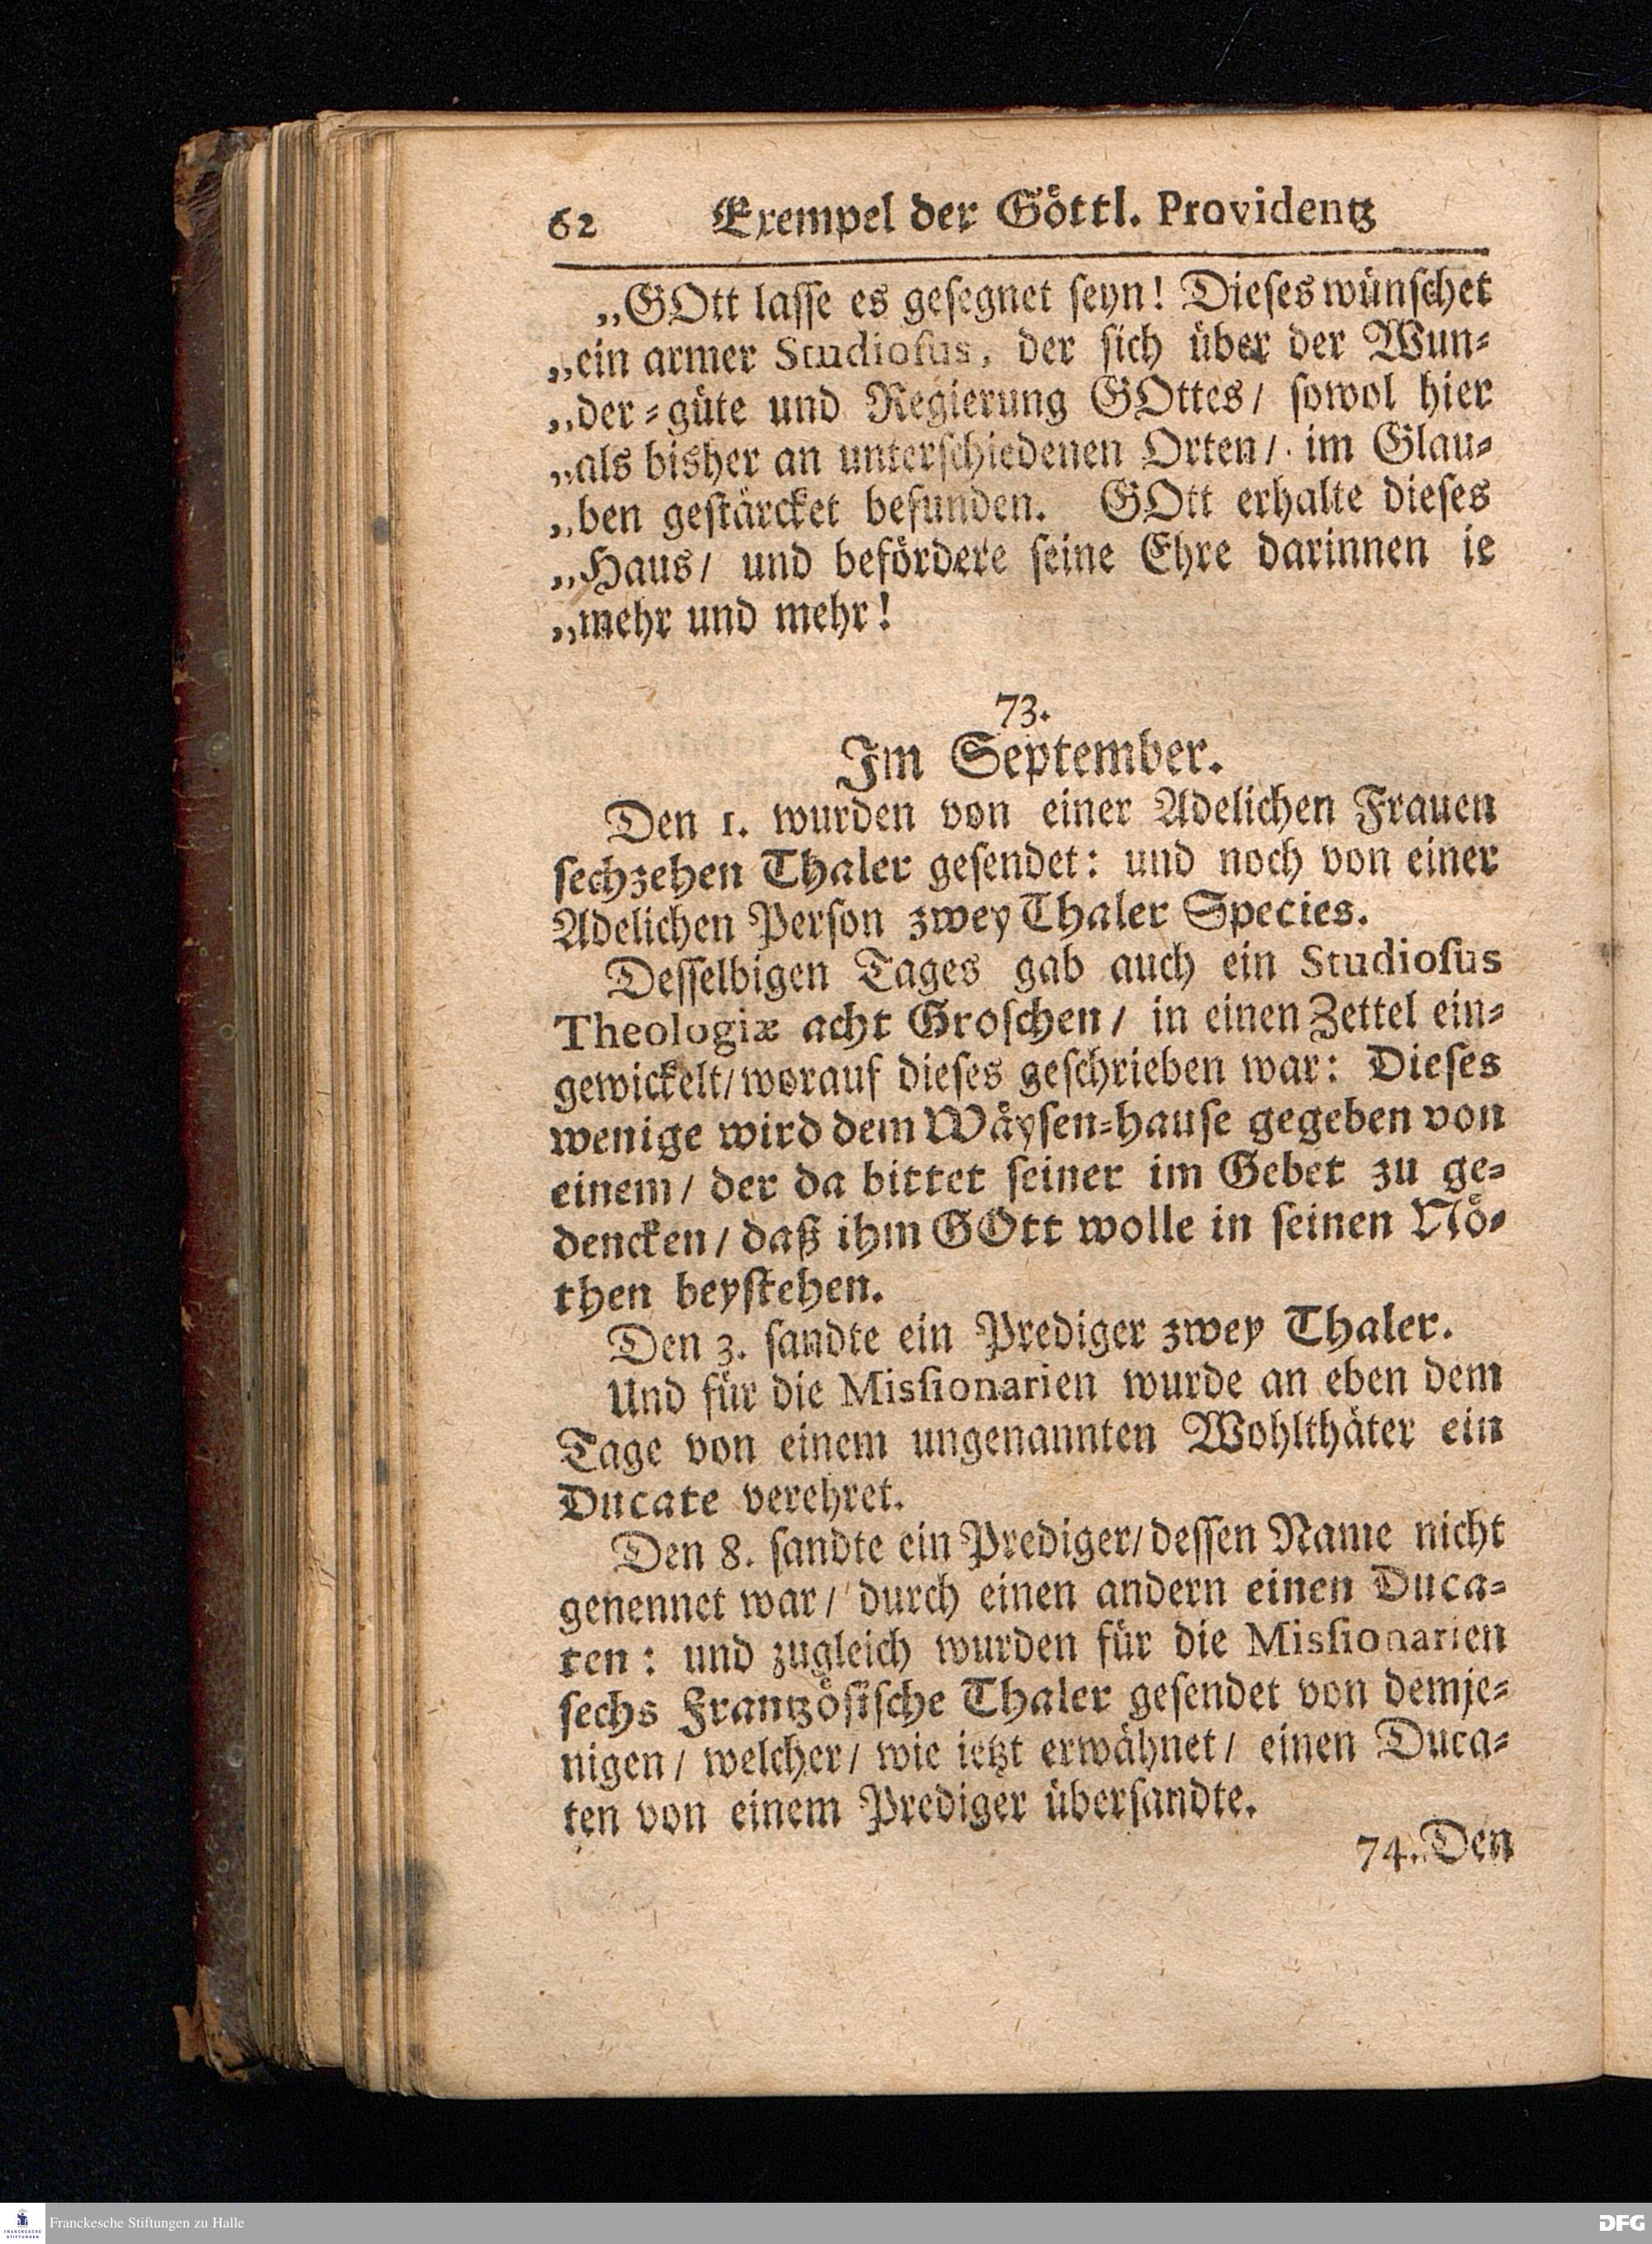 62 Exempel der Göttl. Providentz
„GOtt lasse es gesegnet seyn! Dieses wünschet
„ein armer Studiosus, der sich über der Wun-
„der-güte und Regierung GOttes/ sowol hier
„als bisher an unterschiedenen Orten/ im Glau-
„ben gestärcket befunden. GOtt erhalte dieses
„Haus/ und befördere seine Ehre darinnen ie
„mehr und mehr!
73.
Im September.
Den 1. wurden von einer Adelichen Frauen
sechzehen Thaler gesendet: und noch von einer
Adelichen Person zwey Thaler Species.
Desselbigen Tages gab auch ein Studiosus
Theologiæ acht Groschen/ in einen Zettel ein-
gewickelt/ worauf dieses geschrieben war: Dieses
wenige wird dem Wäysen-hause gegeben von
einem/ der da bittet seiner im Gebet zu ge-
dencken/ daß ihm GOtt wolle in seinen Nö-
then beystehen.
Den 3. sandte ein Prediger zwey Thaler.
Und für die Missionarien wurde an eben dem
Tage von einem ungenannten Wohlthäter ein
Ducate verehret.
Den 8. sandte ein Prediger/ dessen Name nicht
genennet war/ durch einen andern einen Duca-
ten: und zugleich wurden für die Missionarien
sechs Frantzösische Thaler gesendet von demje-
nigen/ welcher/ wie ietzt erwähnet/ einen Duca-
ten von einem Prediger übersandte.
74. Den
FRANCKESCHE
STIFTUNGEN
Franckesche Stiftungen zu Halle
DFG